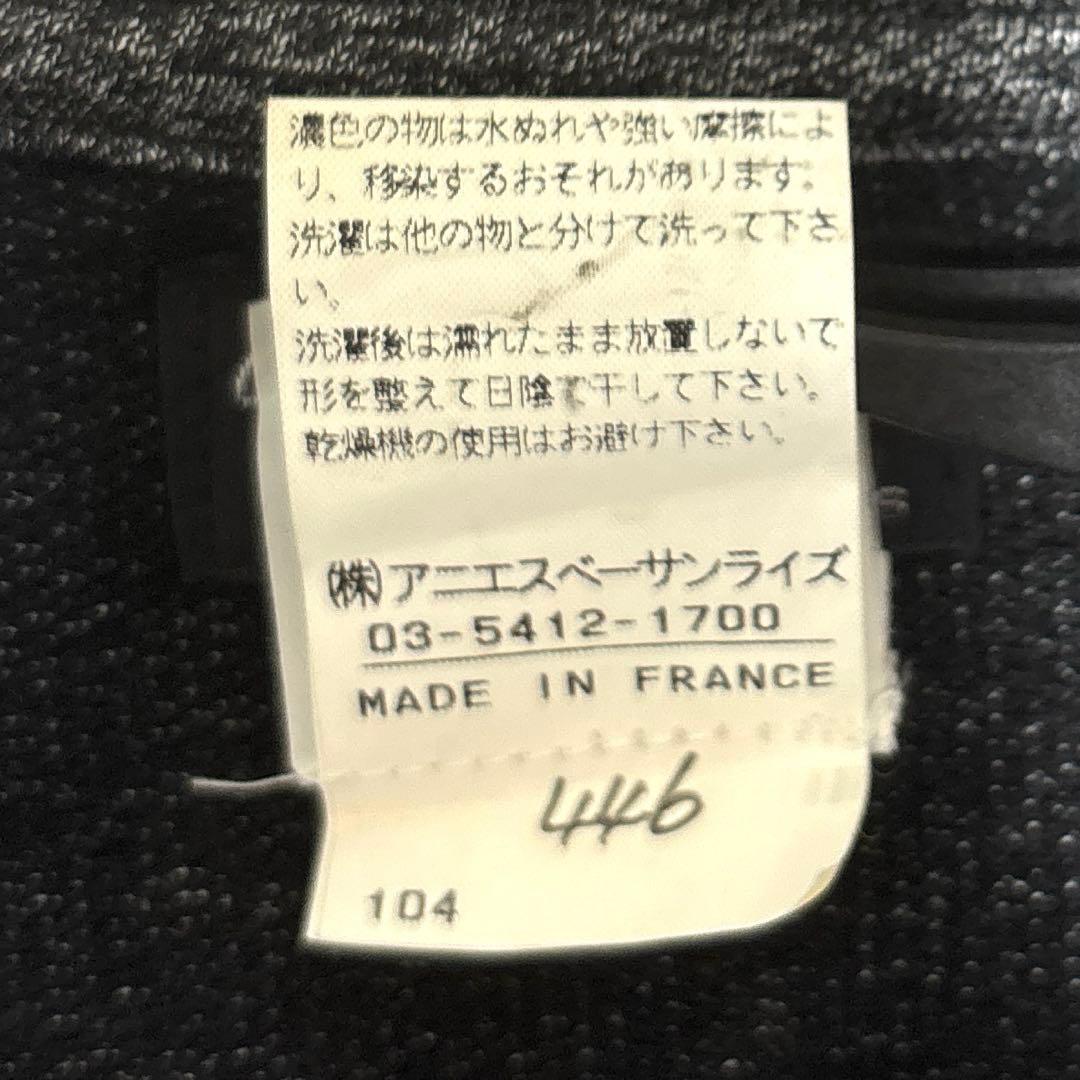 濃色の物は水ぬれや強い摩擦によ
り、移染するおそれがあります。
洗濯は他の物と分けて洗って下さ
い。
洗濯後は濡れたまま放置しないで
形を整えて日陰で干して下さい。
乾燥機の使用はお避け下さい。
(株)アニエスベーサンライズ
03-5412-1700
MADE IN FRANCE
446
104